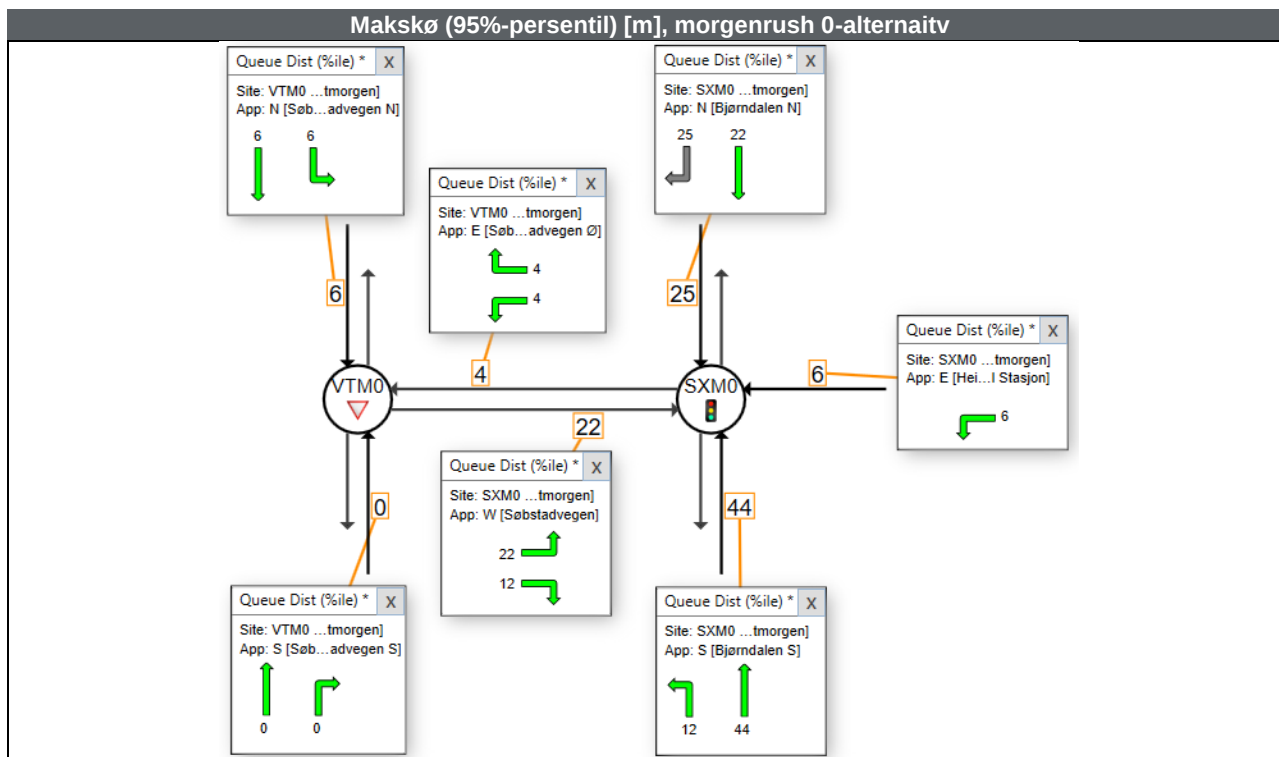 Makskø (95%-persentil) [m], morgenrush 0-alternaitv
Queue Dist (%ile) * X
Site: VTM0 ...tmorgen]
App: N [Søb...advegen N]
6 6
Queue Dist (%ile) * X
Site: SXM0 ...tmorgen]
App: N [Bjørndalen N]
25 22
Queue Dist (%ile) * X
Site: VTM0 ...tmorgen]
App: E [Søb...advegen Ø]
4
4
6
25
Queue Dist (%ile) * X
Site: SXM0 ...tmorgen]
App: E [Hei...l Stasjon]
6
VTM0
4
SXM0
6
22
Queue Dist (%ile) * X
Site: SXM0 ...tmorgen]
App: W [Søbstadvegen]
22
12
0
44
Queue Dist (%ile) * X
Site: VTM0 ...tmorgen]
App: S [Søb...advegen S]
0 0
Queue Dist (%ile) * X
Site: SXM0 ...tmorgen]
App: S [Bjørndalen S]
12 44